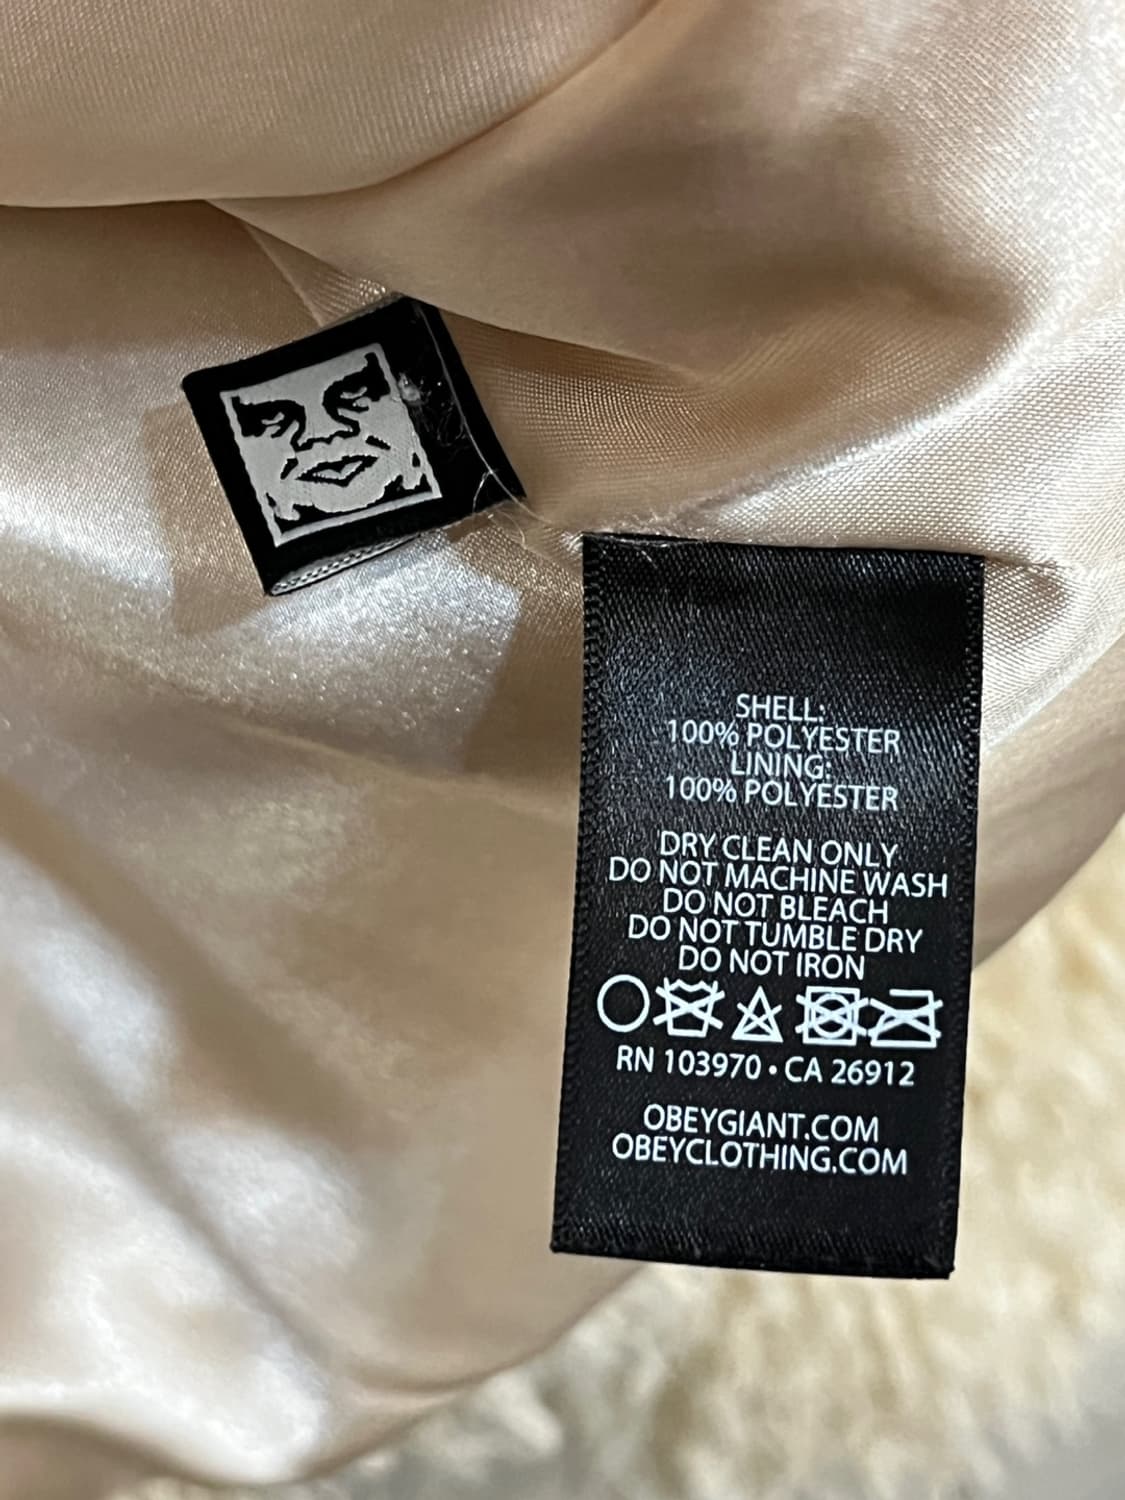 SHELL:
100% POLYESTER
LINING:
100% POLYESTER
DRY CLEAN ONLY
DO NOT MACHINE WASH
DO NOT BLEACH
DO NOT TUMBLE DRY
DO NOT IRON
RN 103970 • CA 26912
OBEYGIANT.COM
OBEYCLOTHING.COM